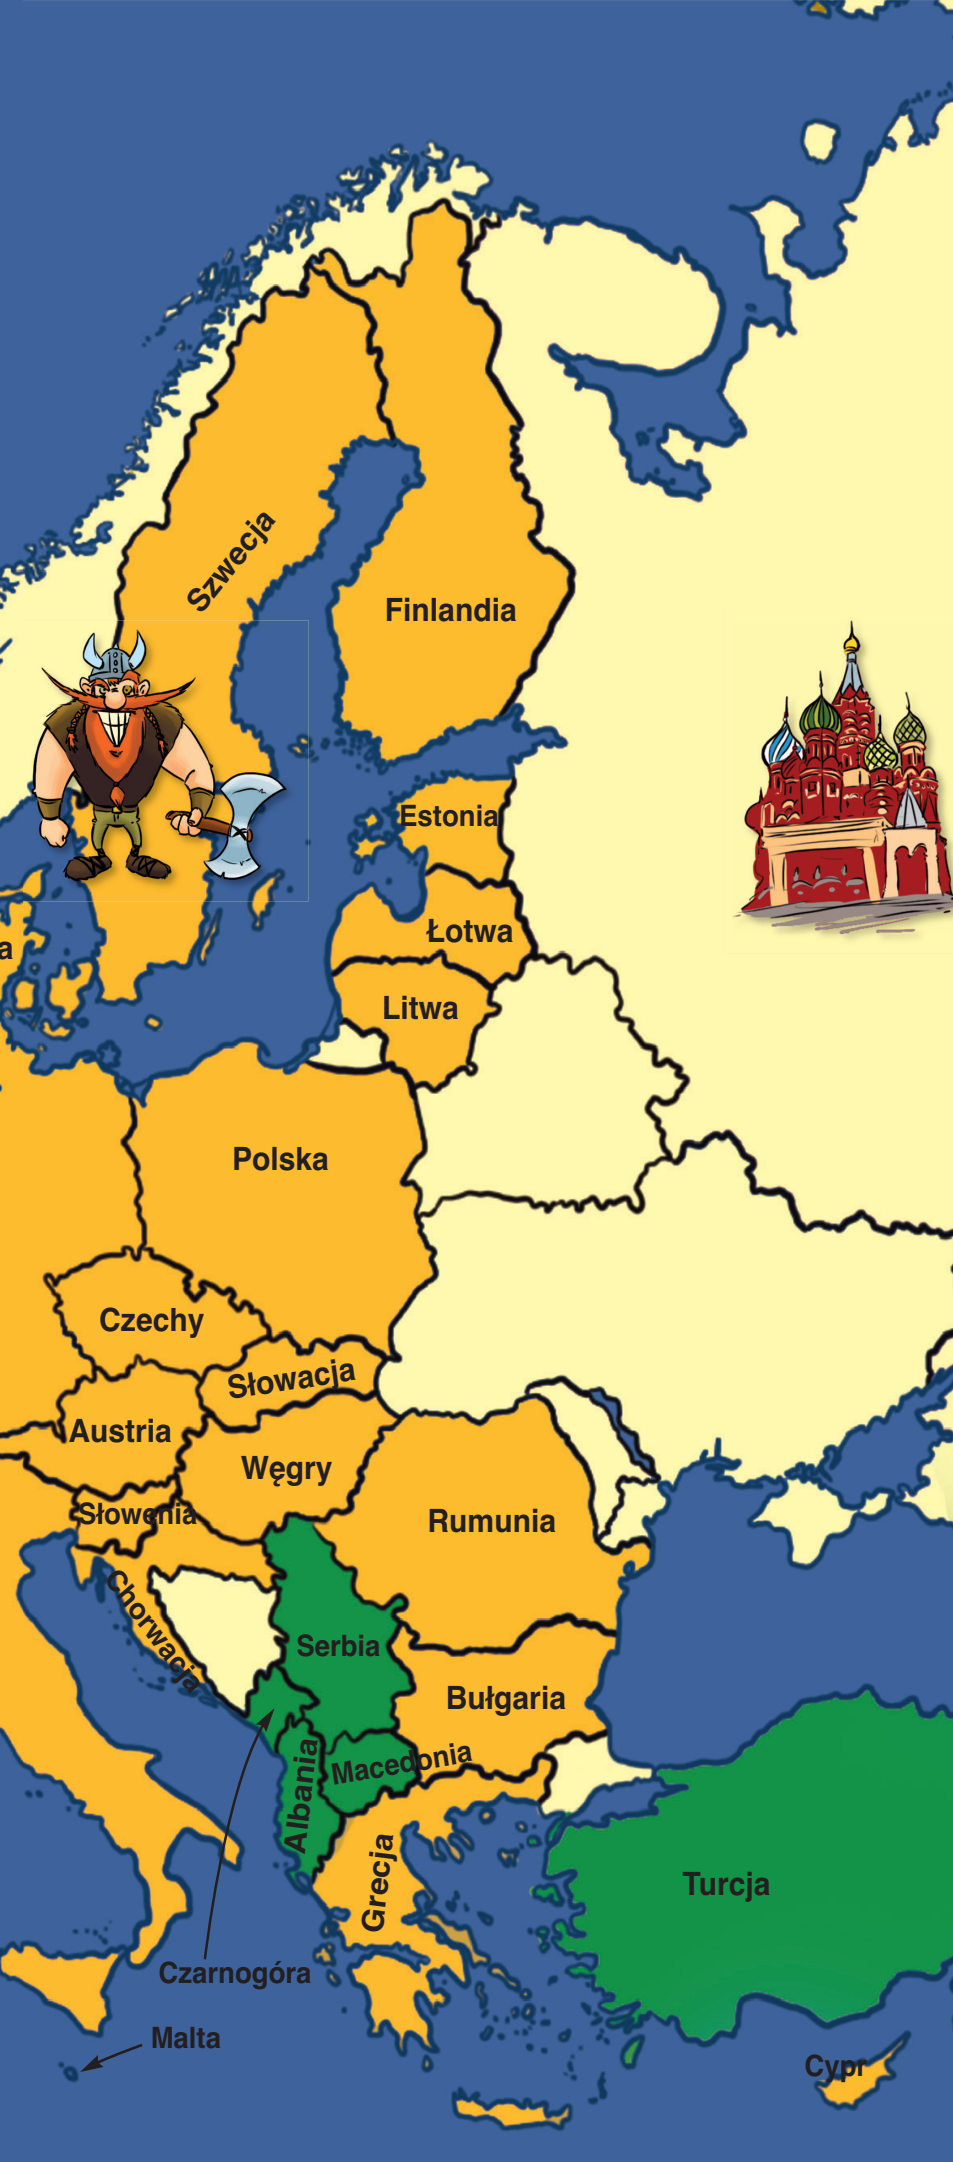 Szwecja
Finlandia
Estonia
a
Łotwa
Litwa
Polska
Czechy
Słowacja
Austria
Węgry
Słowenia
Rumunia
Chorwacja
Serbia
Bułgaria
Macedonia
Albania
Grecja
Turcja
Czarnogóra
Malta
Cypr